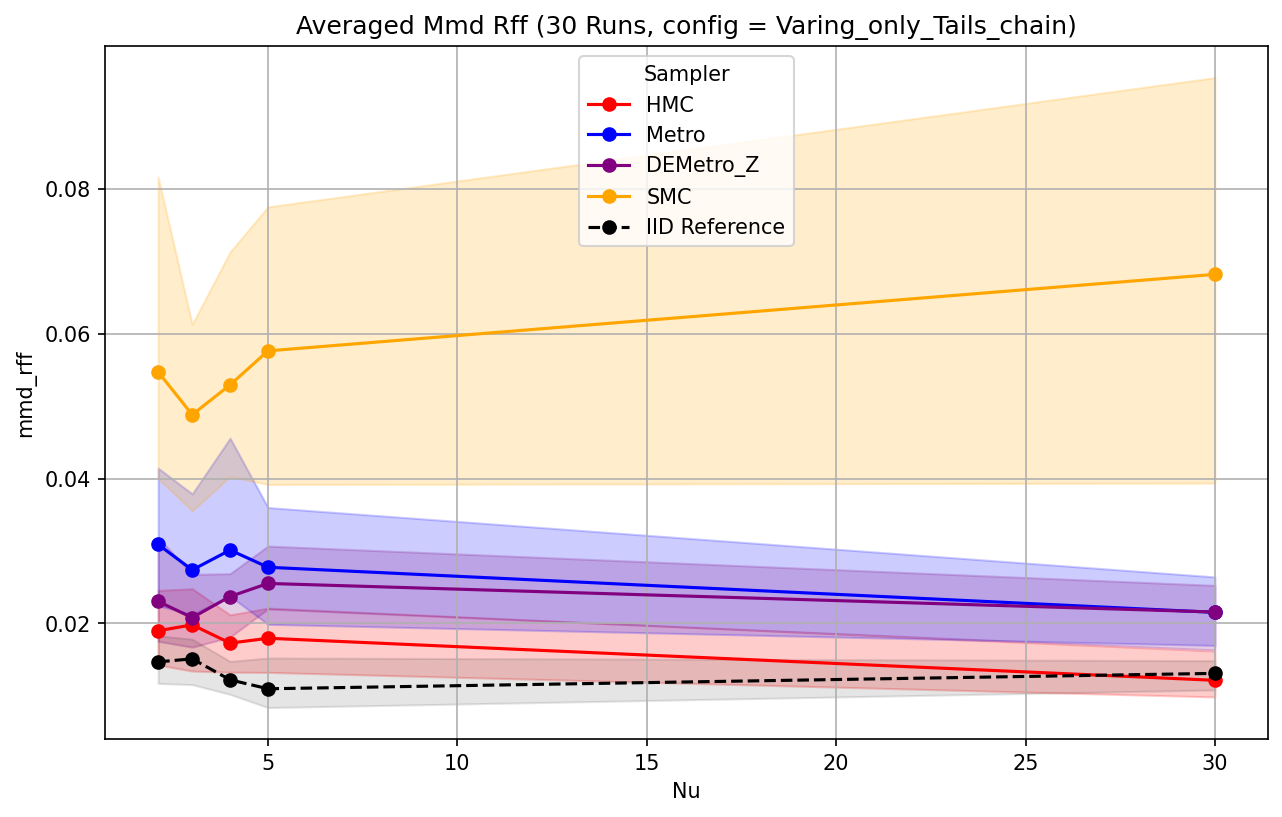 Averaged Mmd Rff (30 Runs, config = Varing_only_Tails_chain)
Sampler
HMC
Metro
DEMetro_Z
SMC
IID Reference
mmd_rff
0.08
0.06
0.04
0.02
5
10
15
20
25
30
Nu